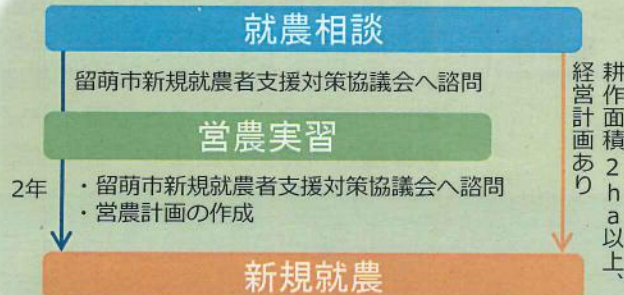 就農相談
留萌市新規就農者支援対策協議会へ諮問
営農実習
2年
・留萌市新規就農者支援対策協議会へ諮問
・営農計画の作成
新規就農
耕作面積2ha以上、
経営計画あり